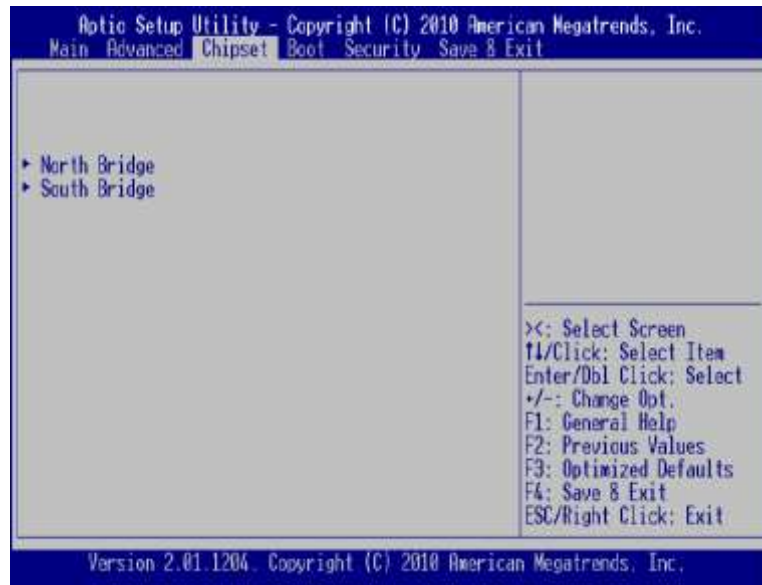 Aptio Setup Utility - Copyright (C) 2010 American Megatrends, Inc.
Main Advanced Chipset Boot Security Save & Exit
► North Bridge
► South Bridge
><: Select Screen
↑↓/Click: Select Item
Enter/Dbl Click: Select
+/-: Change Opt.
F1: General Help
F2: Previous Values
F3: Optimized Defaults
F4: Save & Exit
ESC/Right Click: Exit
Version 2.01.1204. Copyright (C) 2010 American Megatrends, Inc.